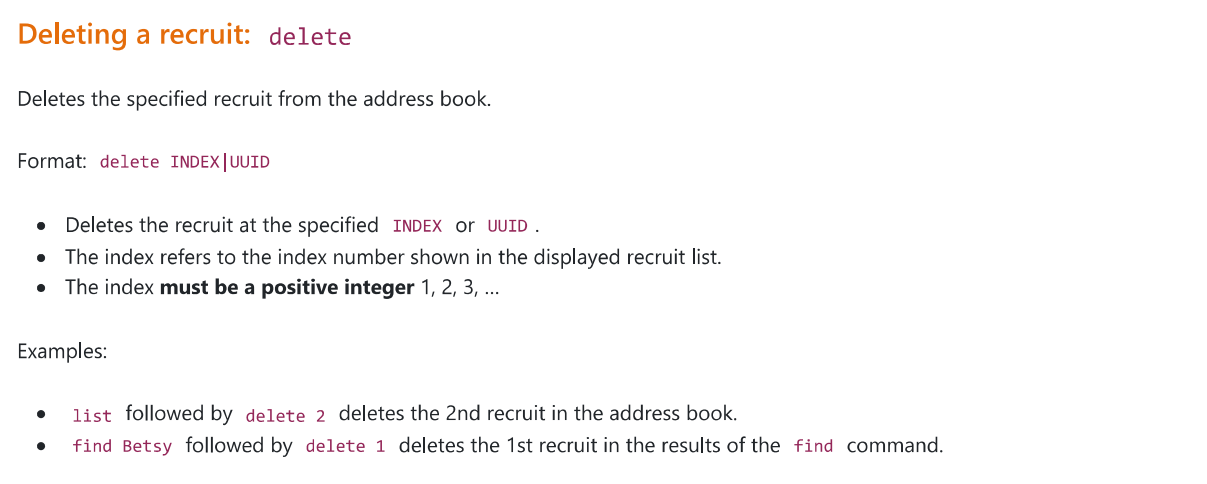 Deleting a recruit: delete
Deletes the specified recruit from the address book.
Format: delete INDEX|UUID
• Deletes the recruit at the specified INDEX or UUID .
• The index refers to the index number shown in the displayed recruit list.
• The index must be a positive integer 1, 2, 3, …
Examples:
• list followed by delete 2 deletes the 2nd recruit in the address book.
• find Betsy followed by delete 1 deletes the 1st recruit in the results of the find command.